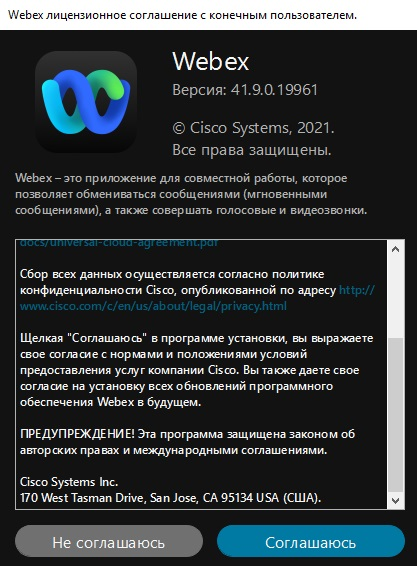 Webex лицензионное соглашение с конечным пользователем.
Webex
Версия: 41.9.0.19961
© Cisco Systems, 2021.
Все права защищены.
Webex – это приложение для совместной работы, которое
позволяет обмениваться сообщениями (мгновенными
сообщениями), а также совершать голосовые и видеозвонки.
docs/universal-cloud-agreement.pdf
Сбор всех данных осуществляется согласно политике
конфиденциальности Cisco, опубликованной по адресу http://
www.cisco.com/c/en/us/about/legal/privacy.html
Щелкая "Соглашаюсь" в программе установки, вы выражаете
свое согласие с нормами и положениями условий
предоставления услуг компании Cisco. Вы также даете свое
согласие на установку всех обновлений программного
обеспечения Webex в будущем.
ПРЕДУПРЕЖДЕНИЕ! Эта программа защищена законом об
авторских правах и международными соглашениями.
Cisco Systems Inc.
170 West Tasman Drive, San Jose, CA 95134 USA (США).
Не соглашаюсь
Соглашаюсь